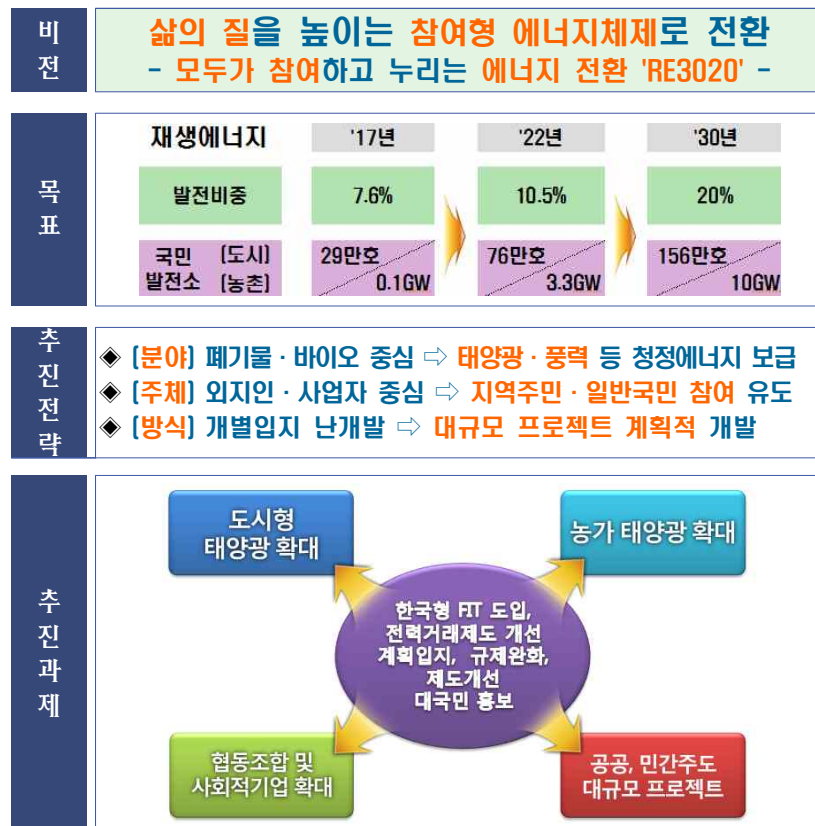 비전
삶의 질을 높이는 참여형 에너지체제로 전환
- 모두가 참여하고 누리는 에너지 전환 'RE3020' -
목표
재생에너지 '17년 '22년 '30년
발전비중 7.6% 10.5% 20%
국민 (도시) 29만호 76만호 156만호
발전소 (농촌) 0.1GW 3.3GW 10GW
추진전략
◈ (분야) 폐기물·바이오 중심 ⇨ 태양광·풍력 등 청정에너지 보급
◈ (주체) 외지인·사업자 중심 ⇨ 지역주민·일반국민 참여 유도
◈ (방식) 개별입지 난개발 ⇨ 대규모 프로젝트 계획적 개발
추진과제
도시형
태양광 확대
농가 태양광 확대
한국형 FIT 도입,
전력거래제도 개선
계획입지, 규제완화,
제도개선
대국민 홍보
협동조합 및
사회적기업 확대
공공, 민간주도
대규모 프로젝트